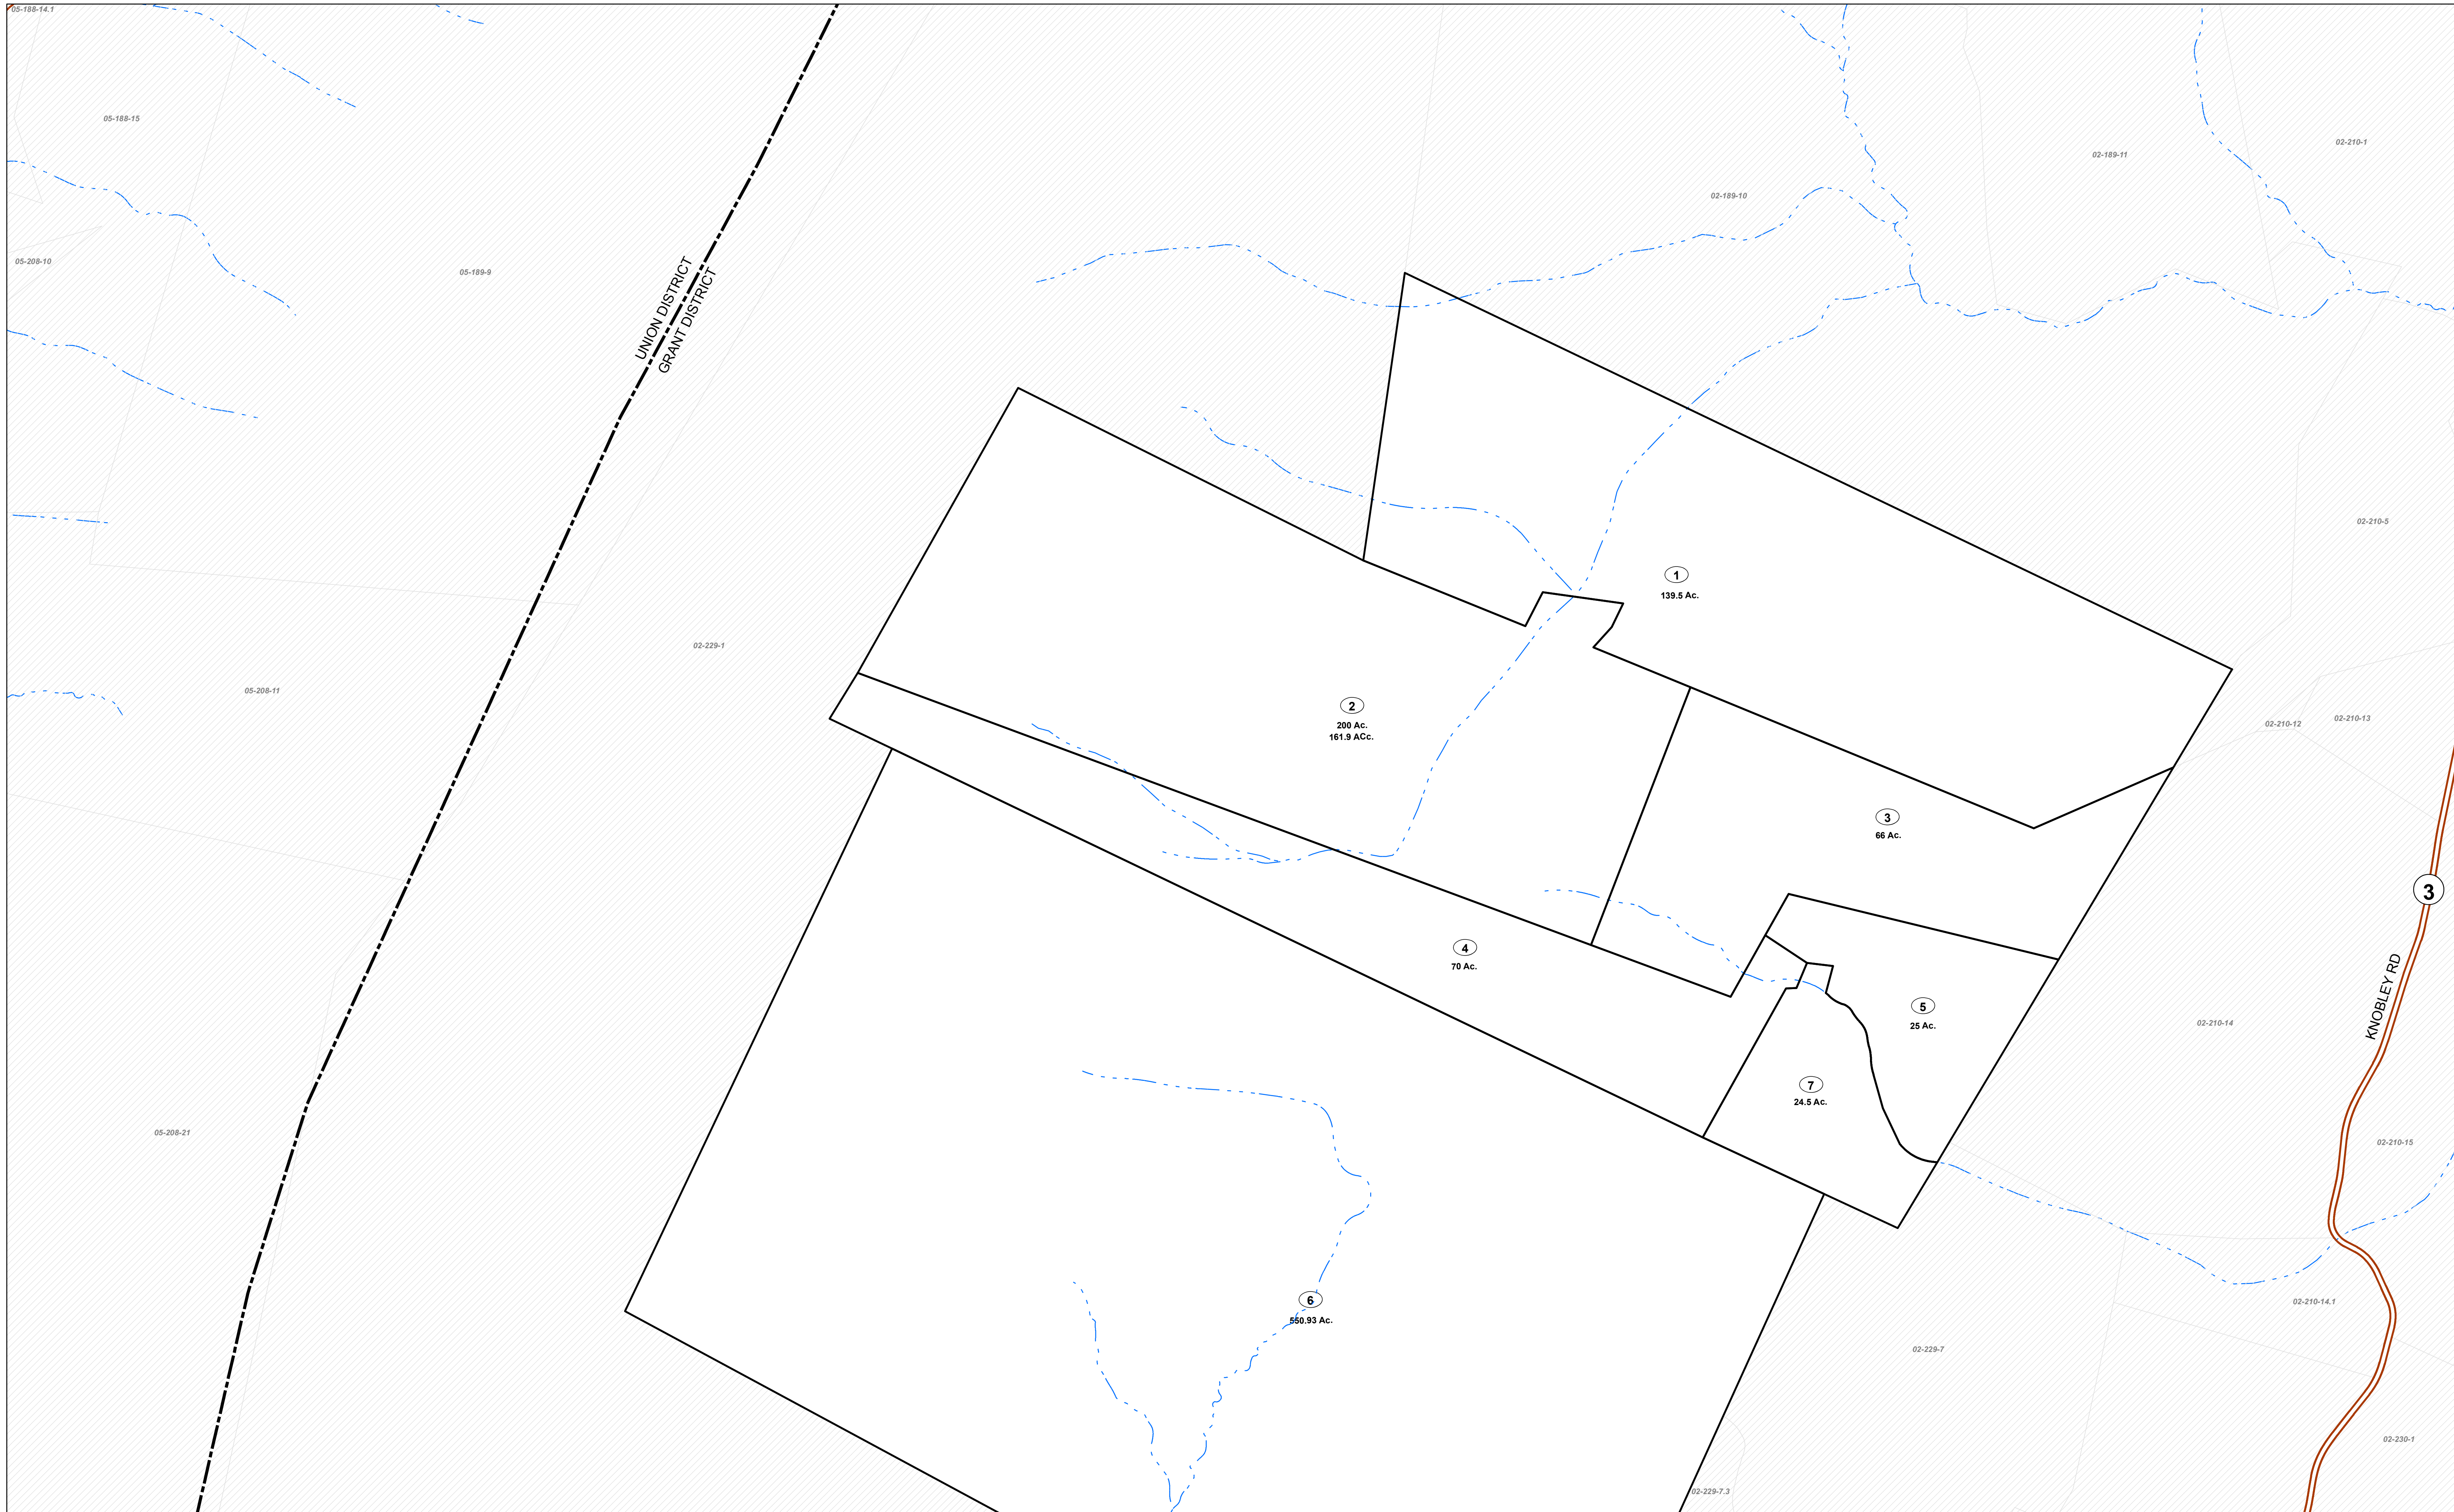 05-188-14.1
05-188-15
02-210-1
02-189-11
02-189-10
05-208-10
05-189-9
UNION DISTRICT
GRANT DISTRICT
02-210-5
1
139.5 Ac.
02-229-1
05-208-11
2
200 Ac.
161.9 ACc.
02-210-12
02-210-13
3
66 Ac.
3
4
70 Ac.
KNOBLEY RD
5
25 Ac.
02-210-14
7
24.5 Ac.
05-208-21
02-210-15
6
550.93 Ac.
02-210-14.1
02-229-7
02-230-1
02-229-7.3